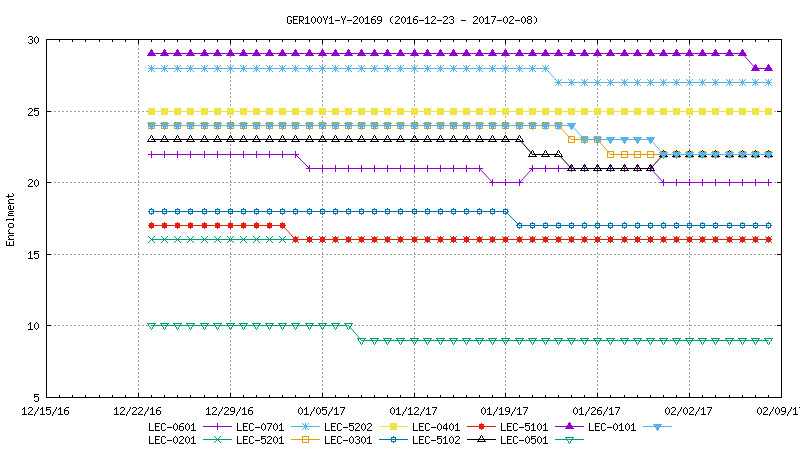 GER100Y1-Y-20169 (2016-12-23 - 2017-02-08)
30
25
20
15
10
5
Enrolment
12/15/16 12/22/16 12/29/16 01/05/17 01/12/17 01/19/17 01/26/17 02/02/17 02/09/17
LEC-0601 LEC-0701 LEC-5202 LEC-0401 LEC-5101 LEC-0101
LEC-0201 LEC-5201 LEC-0301 LEC-5102 LEC-0501